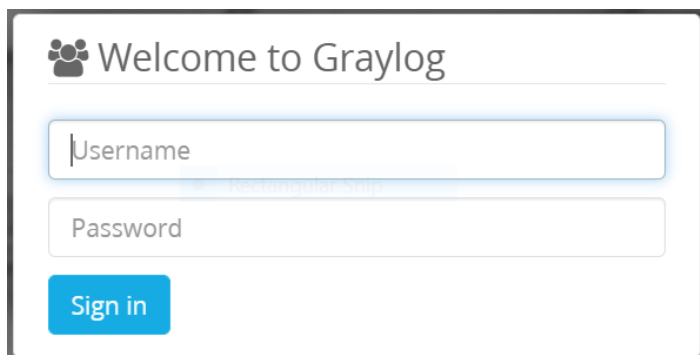 Welcome to Graylog
Username
Rectangular Snip
Password
Sign in